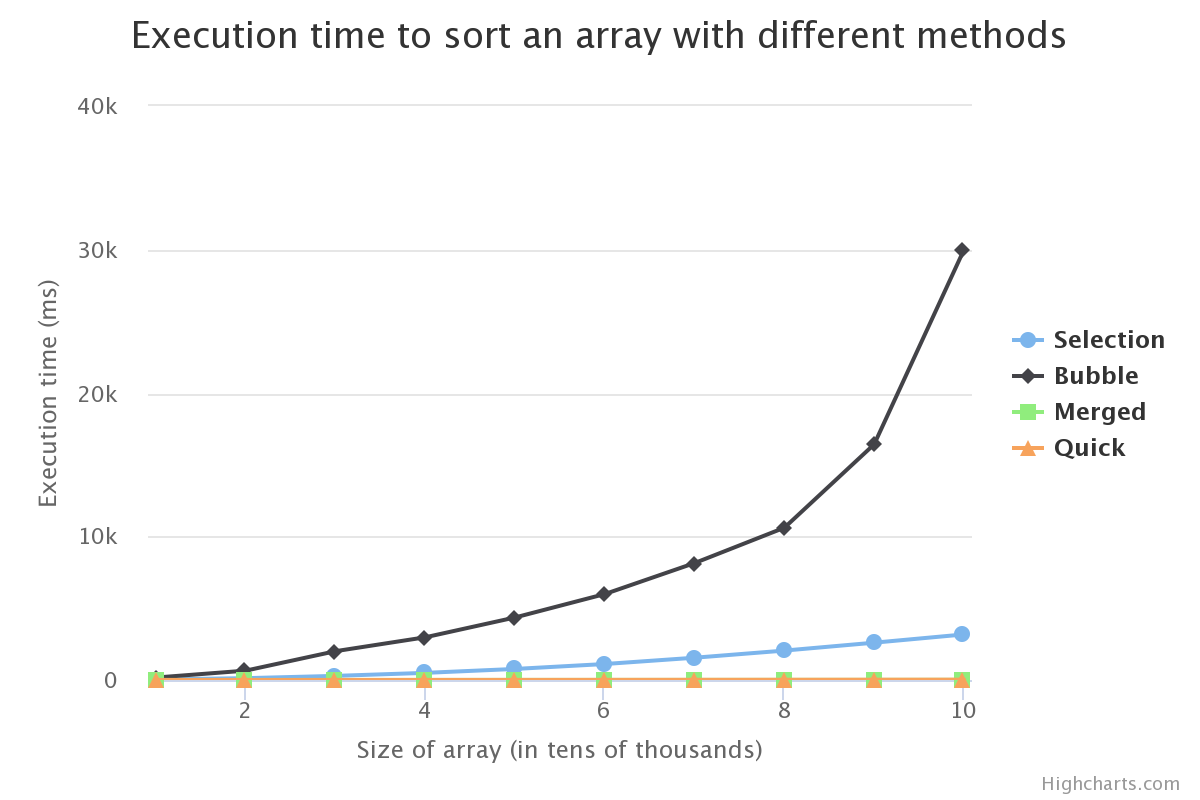 Execution time to sort an array with different methods
40k
30k
20k
10k
0
Execution time (ms)
2 4 6 8 10
Size of array (in tens of thousands)
Selection
Bubble
Merged
Quick
Highcharts.com